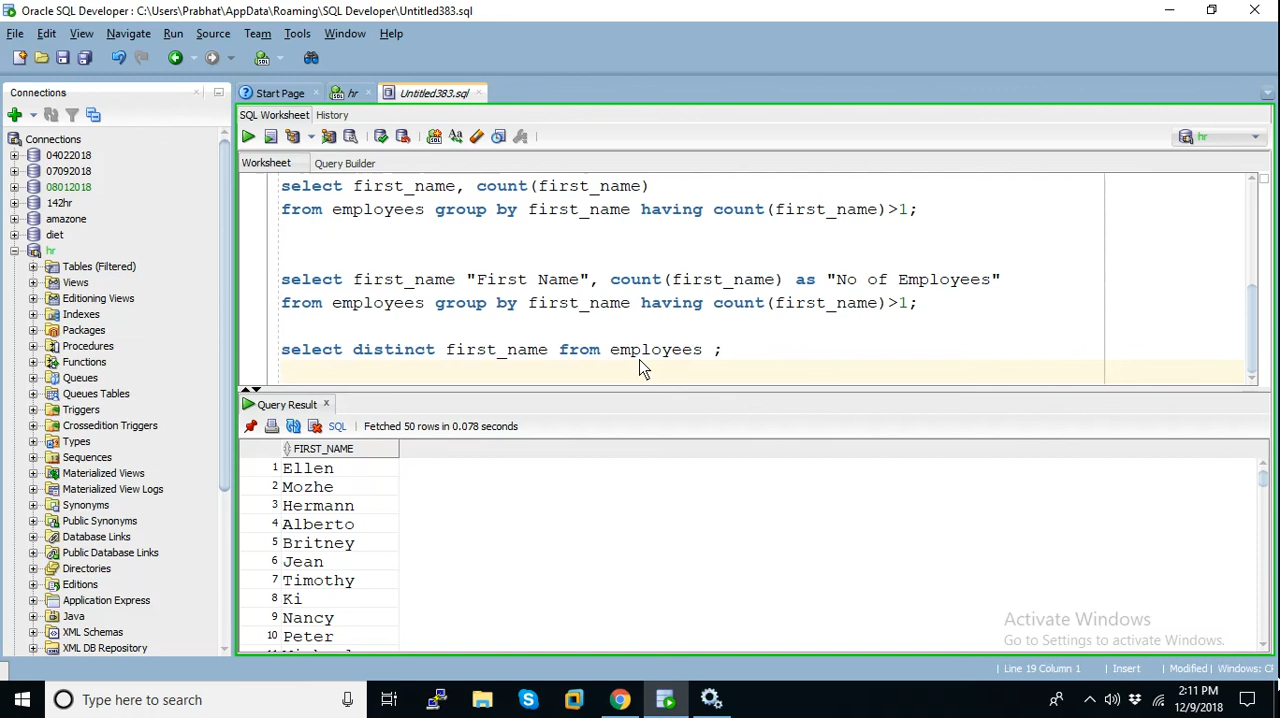 Oracle SQL Developer : C:\Users\Prabhat\AppData\Roaming\SQL Developer\Untitled383.sql
File Edit View Navigate Run Source Team Tools Window Help
Connections
Start Page hr Untitled383.sql
SQL Worksheet History
hr
Worksheet Query Builder
Connections
04022018
07092018
08012018
142hr
amazone
diet
hr
Tables (Filtered)
Views
Editioning Views
Indexes
Packages
Procedures
Functions
Queues
Queues Tables
Triggers
Crossedition Triggers
Types
Sequences
Materialized Views
Materialized View Logs
Synonyms
Public Synonyms
Database Links
Public Database Links
Directories
Editions
Application Express
Java
XML Schemas
XML DB Repository
select first_name, count(first_name)
from employees group by first_name having count(first_name)>1;
select first_name "First Name", count(first_name) as "No of Employees"
from employees group by first_name having count(first_name)>1;
select distinct first_name from employees ;
Query Result
SQL Fetched 50 rows in 0.078 seconds
FIRST_NAME
1 Ellen
2 Mozhe
3 Hermann
4 Alberto
5 Britney
6 Jean
7 Timothy
8 Ki
9 Nancy
10 Peter
Activate Windows
Go to Settings to activate Windows.
Line 19 Column 1 Insert Modified Windows:
Type here to search
2:11 PM
12/9/2018